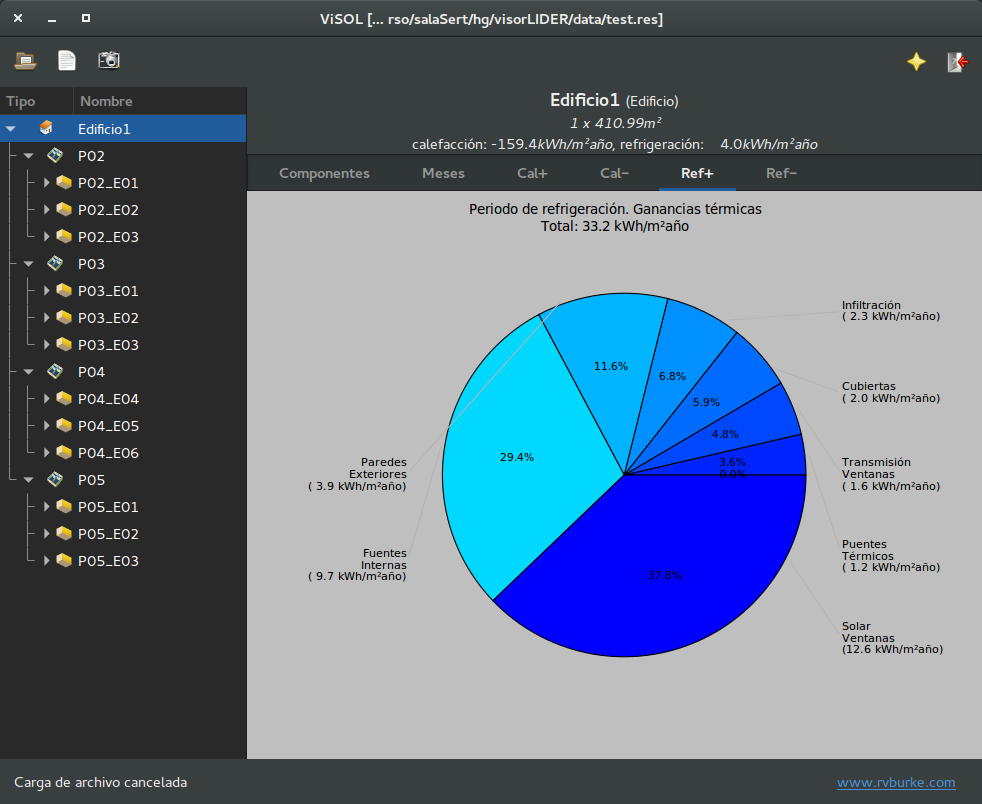 ViSOL [... rso/salaSert/hg/visorLIDER/data/test.res]
Tipo Nombre
Edificio1
P02
P02_E01
P02_E02
P02_E03
P03
P03_E01
P03_E02
P03_E03
P04
P04_E04
P04_E05
P04_E06
P05
P05_E01
P05_E02
P05_E03
Edificio1 (Edificio)
1 x 410.99m²
calefacción: -159.4kWh/m²año, refrigeración: 4.0kWh/m²año
Componentes Meses Cal+ Cal− Ref+ Ref−
Periodo de refrigeración. Ganancias térmicas
Total: 33.2 kWh/m²año
Infiltración
( 2.3 kWh/m²año)
11.6%
6.8%
Cubiertas
( 2.0 kWh/m²año)
5.9%
4.8%
29.4%
Paredes
Exteriores
( 3.9 kWh/m²año)
3.6%
0.0%
Transmisión
Ventanas
( 1.6 kWh/m²año)
Puentes
Térmicos
( 1.2 kWh/m²año)
Fuentes
Internas
( 9.7 kWh/m²año)
37.8%
Solar
Ventanas
(12.6 kWh/m²año)
Carga de archivo cancelada
www.rvburke.com